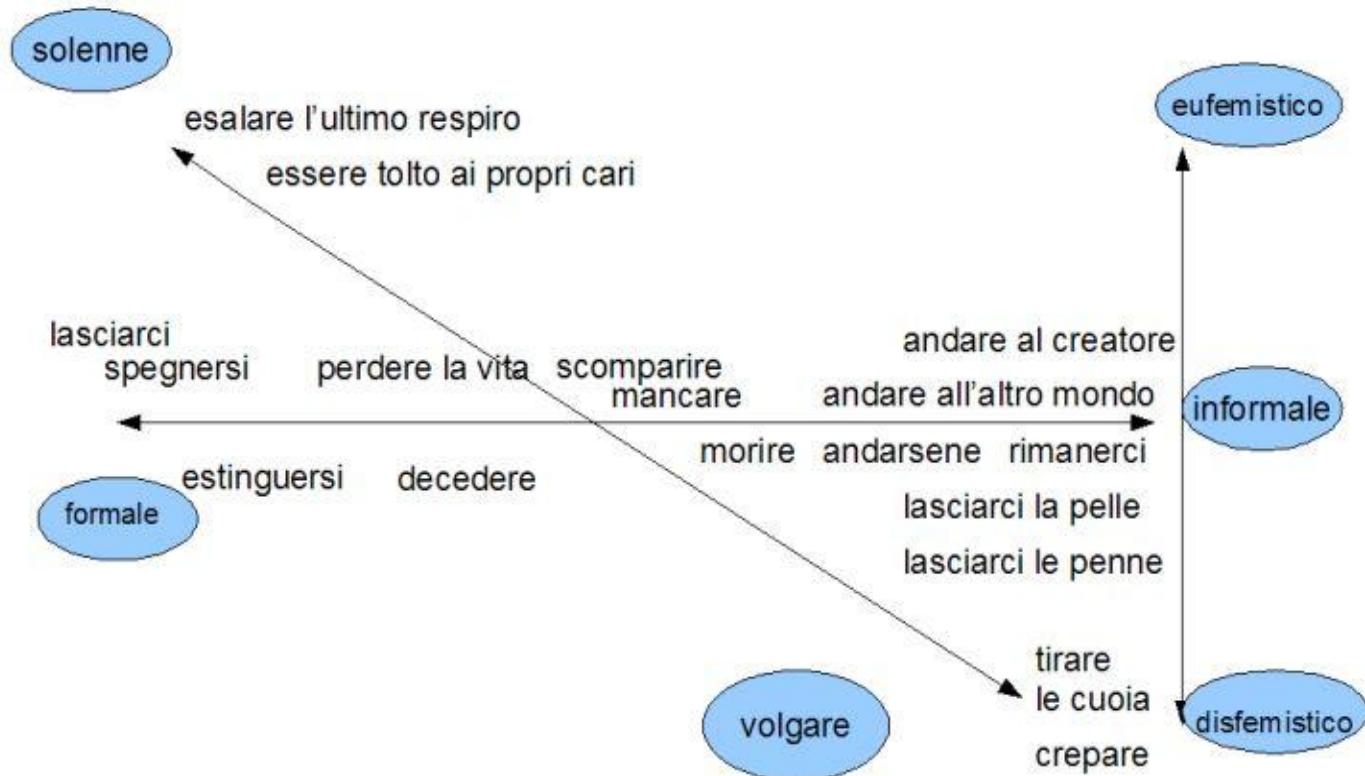 solenne
eufemistico
esalare l'ultimo respiro
essere tolto ai propri cari
lasciarci
andare al creatore
spegnersi perdere la vita scomparire
mancare andare all'altro mondo informale
morire andarsene rimanerci
estinguersi decedere
lasciarci la pelle
formale
lasciarci le penne
tirare
le cuoia
volgare disfemistico
crepare